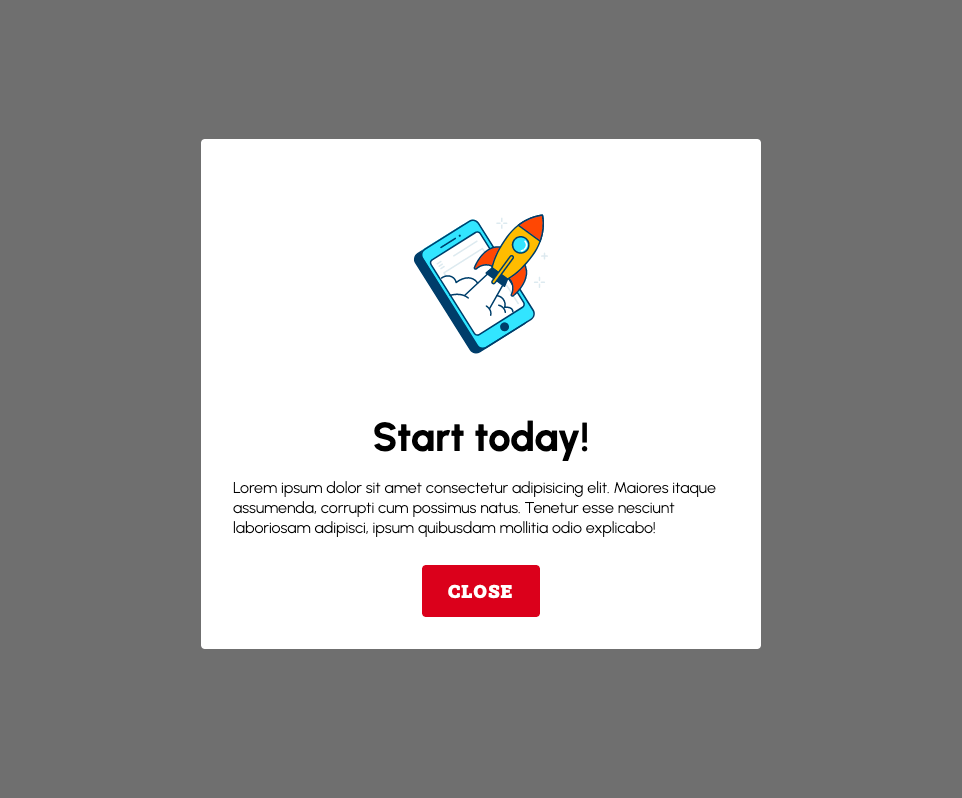 Start today!
Lorem ipsum dolor sit amet consectetur adipisicing elit. Maiores itaque
assumenda, corrupti cum possimus natus. Tenetur esse nesciunt
laboriosam adipisci, ipsum quibusdam mollitia odio explicabo!
CLOSE